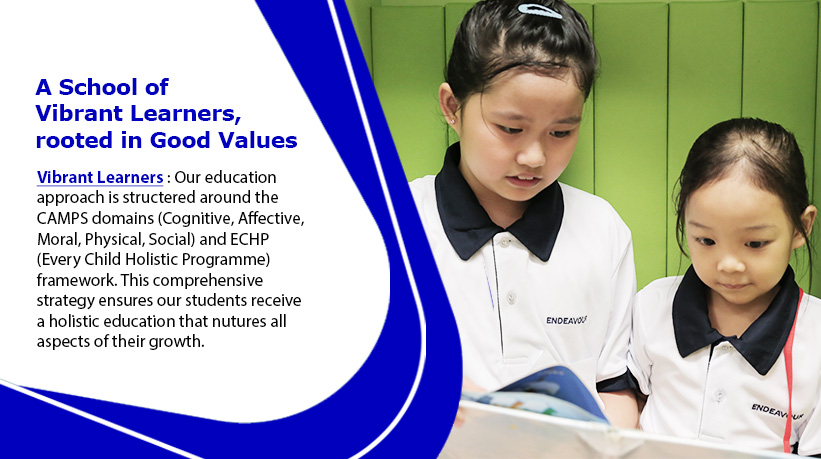 A School of
Vibrant Learners,
rooted in Good Values
Vibrant Learners : Our education
approach is structered around the
CAMPS domains (Cognitive, Affective,
Moral, Physical, Social) and ECHP
(Every Child Holistic Programme)
framework. This comprehensive
strategy ensures our students receive
a holistic education that nutures all
aspects of their growth.
ENDEAVOUR
ENDEAVOUR